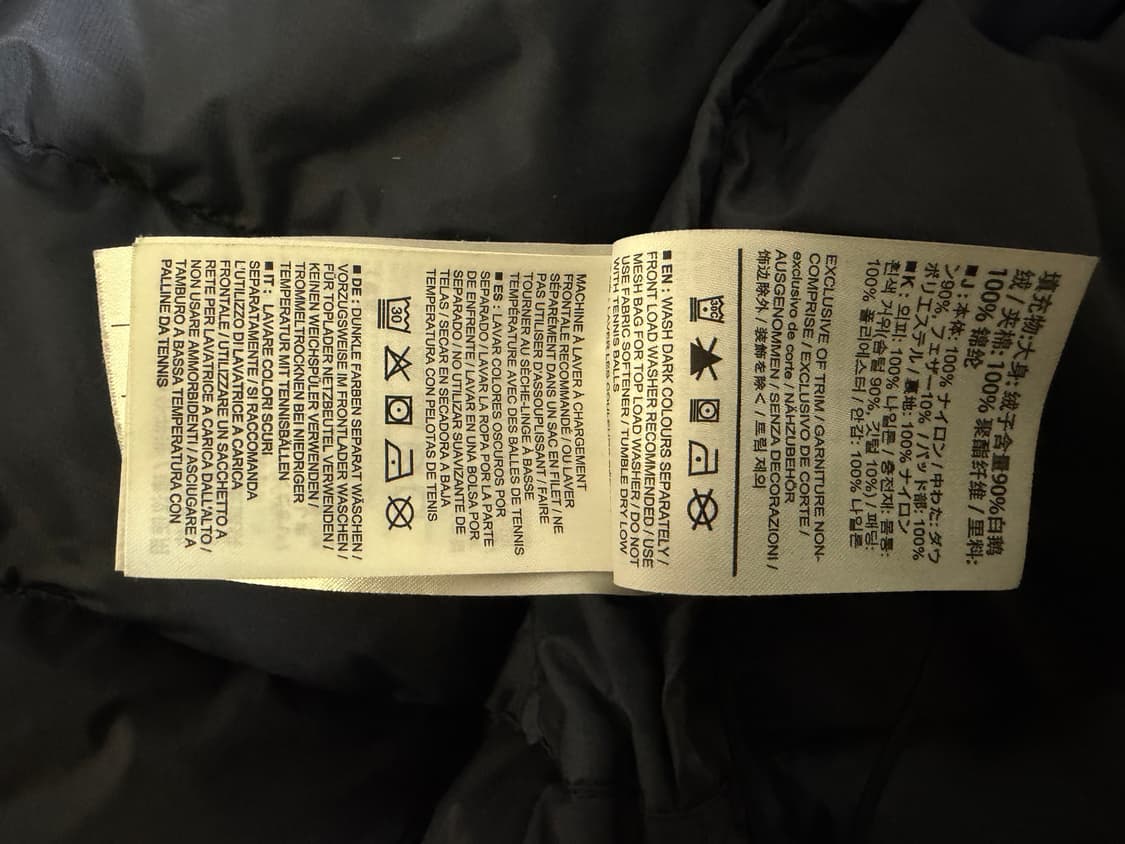 填充物:大身: 绒子含量90%白鹅
绒 / 夹棉: 100% 聚酯纤维 / 里料:
100% 锦纶
■J : 本体: 100% ナイロン / 中わた: ダウ
ン90%, フェザー10% / パッド部: 100%
ポリエステル / 裏地: 100% ナイロン
■K : 외피: 100% 나일론 / 충전재: 몸통:
흰색 거위(솜털 90%, 깃털 10%) / 패딩:
100% 폴리에스터 / 안감: 100% 나일론
EXCLUSIVE OF TRIM / GARNITURE NON-
COMPRISE / EXCLUSIVO DE CORTE /
exclusivo de corte / NÄHZUBEHÖR
AUSGENOMMEN / SENZA DECORAZIONI /
饰边除外 / 装飾を除く / 트림 제외
30C
■ EN : WASH DARK COLOURS SEPARATELY /
FRONT LOAD WASHER RECOMMENDED / USE
MESH BAG FOR TOP LOAD WASHER / DO NOT
USE FABRIC SOFTENER / TUMBLE DRY LOW
WITH TENNIS BALLS
MACHINE À LAVER À CHARGEMENT
FRONTALE RECOMMANDÉ / OU LAVER
SÉPARÉMENT DANS UN SAC EN FILET / NE
PAS UTILISER D'ASSOUPLISSANT / FAIRE
TOURNER AU SÈCHE-LINGE À BASSE
TEMPÉRATURE AVEC DES BALLES DE TENNIS
■ ES : LAVAR COLORES OSCUROS POR
SEPARADO / LAVAR LA ROPA POR LA PARTE
DE ENFRENTE / LAVAR EN UNA BOLSA POR
SEPARADO / NO UTILIZAR SUAVIZANTE DE
TELAS / SECAR EN SECADORA A BAJA
TEMPERATURA CON PELOTAS DE TENIS
30
■ DE : DUNKLE FARBEN SEPARAT WASCHEN /
VORZUGSWEISE IM FRONTLADER WASCHEN /
FÜR TOPLADER NETZBEUTEL VERWENDEN /
KEINEN WEICHSPÜLER VERWENDEN /
TROMMELTROCKNEN BEI NIEDRIGER
TEMPERATUR MIT TENNISBÄLLEN
■ IT : LAVARE COLORI SCURI
SEPARATAMENTE / SI RACCOMANDA
L'UTILIZZO DI LAVATRICE A CARICA
FRONTALE / UTILIZZARE UN SACCHETTO A
RETE PER LAVATRICE A CARICA DALL'ALTO /
NON USARE AMMORBIDENTI / ASCIUGARE A
TAMBURO A BASSA TEMPERATURA CON
PALLINE DA TENNIS